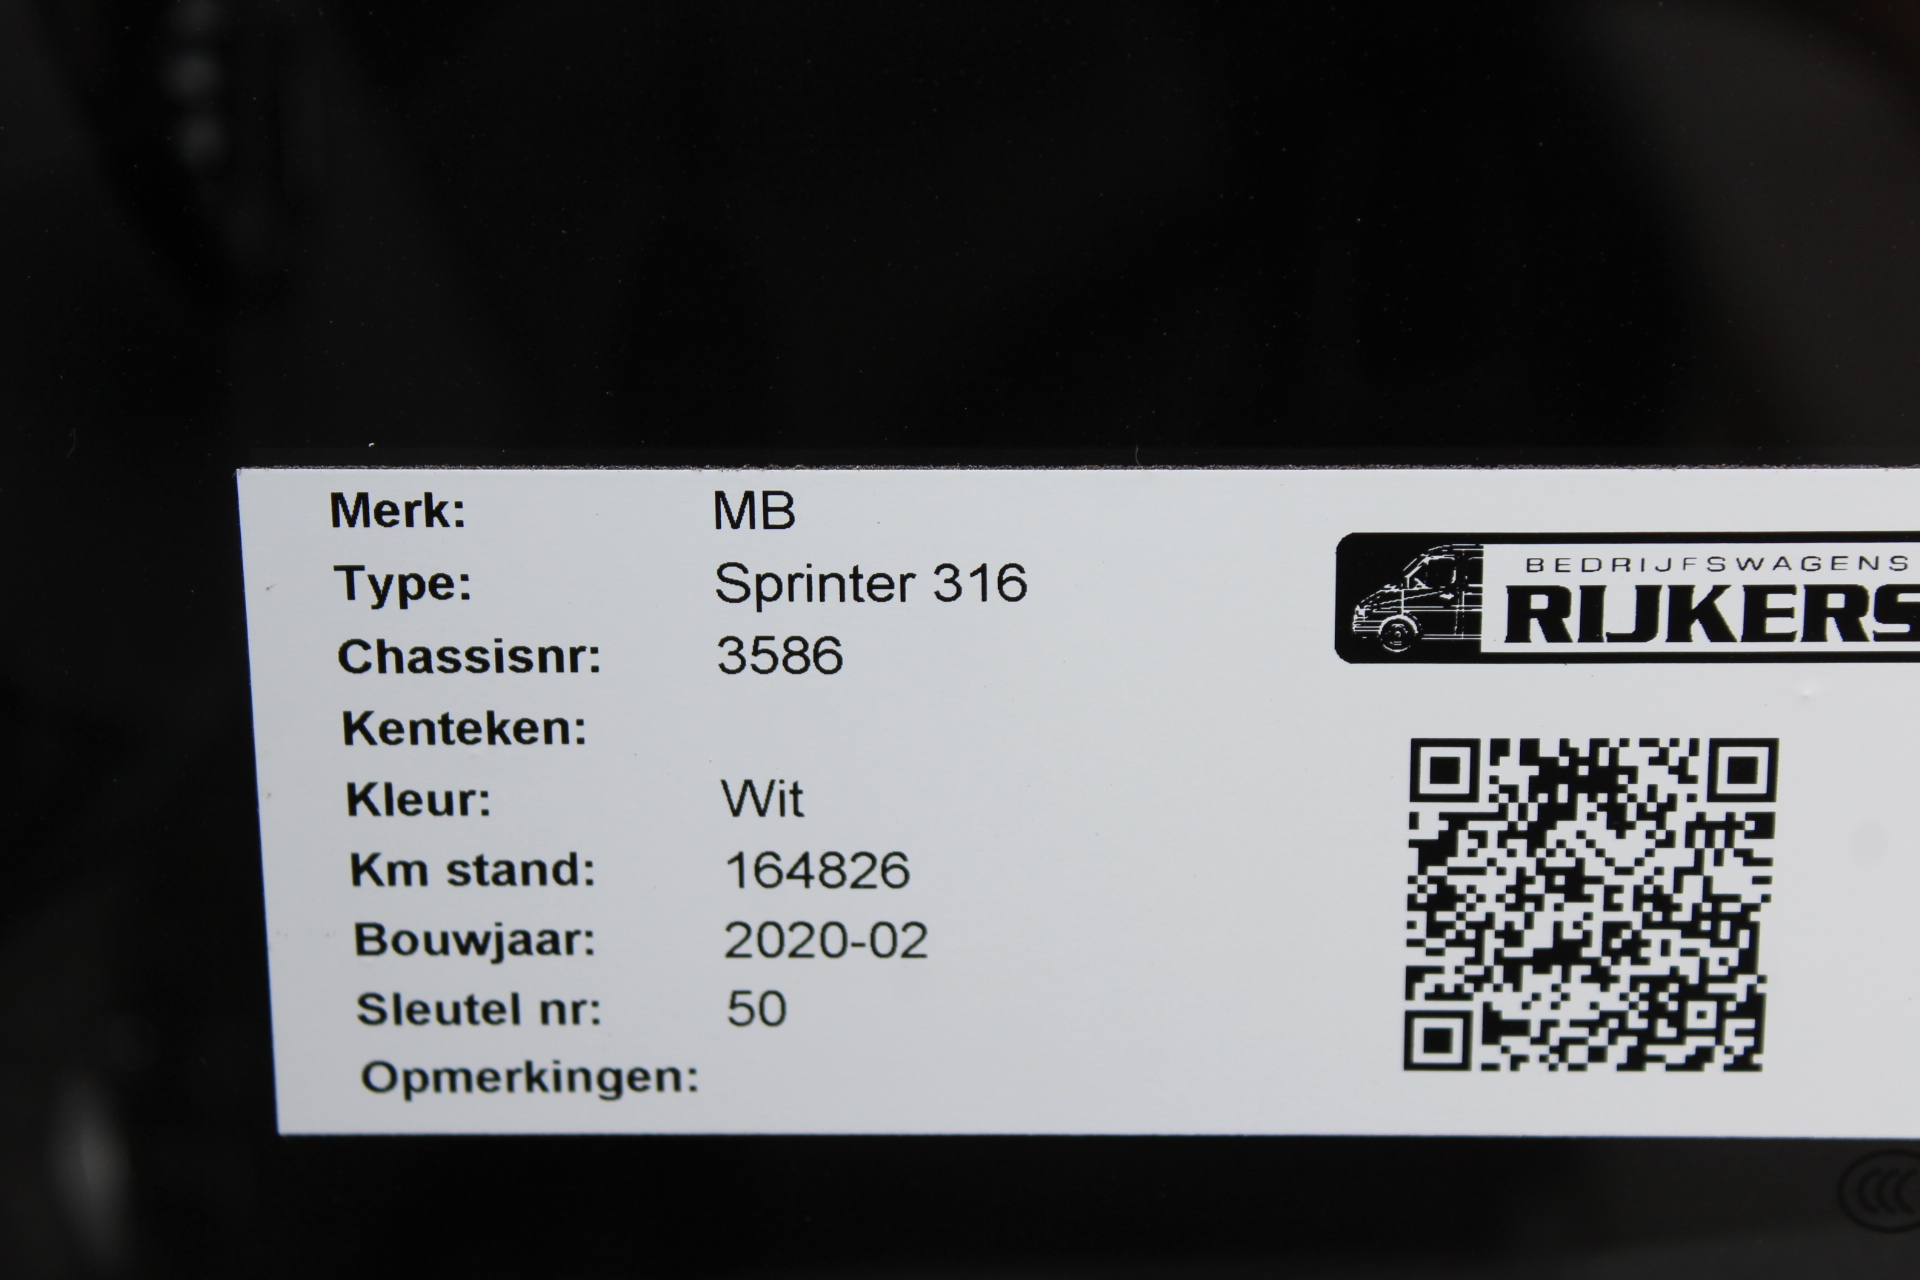 Merk: MB
Type: Sprinter 316
Chassisnr: 3586
Kenteken:
Kleur: Wit
Km stand: 164826
Bouwjaar: 2020-02
Sleutel nr: 50
Opmerkingen:
BEDRIJFSWAGENS
RIJKERS